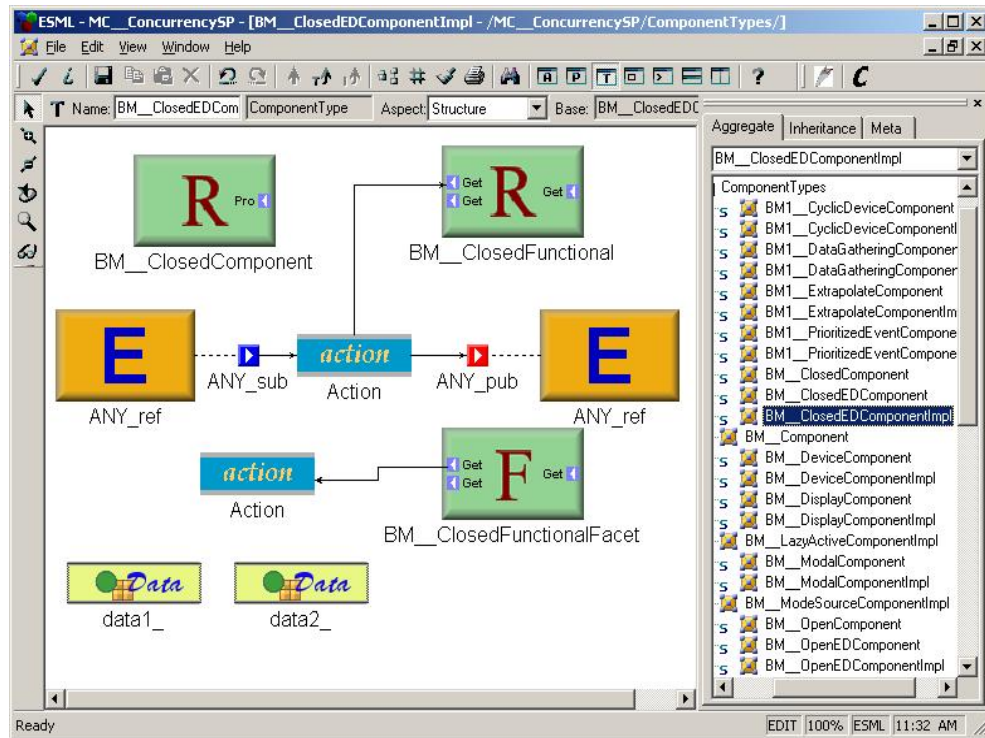 ESML - MC__ConcurrencySP - [BM__ClosedEDComponentImpl - /MC__ConcurrencySP/ComponentTypes/]
File Edit View Window Help
A P T ? C
T Name: BM__ClosedEDCom ComponentType Aspect: Structure Base: BM__ClosedEDC
Aggregate Inheritance Meta
BM__ClosedEDComponentImpl
R Pro
BM__ClosedComponent
Get Get R Get
BM__ClosedFunctional
E
ANY_ref
ANY_sub
action
Action
ANY_pub
E
ANY_ref
action
Action
Get Get F Get
BM__ClosedFunctionalFacet
Data
data1_
Data
data2_
ComponentTypes
S BM1__CyclicDeviceComponent
S BM1__CyclicDeviceComponentI
S BM1__DataGatheringComponer
S BM1__DataGatheringComponer
S BM1__ExtrapolateComponent
S BM1__ExtrapolateComponentIm
S BM1__PrioritizedEventCompone
S BM1__PrioritizedEventCompone
S BM__ClosedComponent
S BM__ClosedEDComponent
S BM__ClosedEDComponentImpl
BM__Component
S BM__DeviceComponent
S BM__DeviceComponentImpl
S BM__DisplayComponent
S BM__DisplayComponentImpl
BM__LazyActiveComponentImpl
S BM__ModalComponent
S BM__ModalComponentImpl
BM__ModeSourceComponentImpl
S BM__OpenComponent
S BM__OpenEDComponent
S BM__OpenEDComponentImpl
Ready
EDIT 100% ESML 11:32 AM